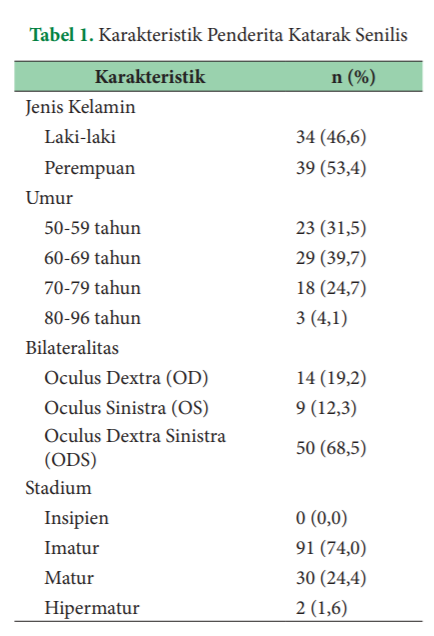 Tabel 1. Karakteristik Penderita Katarak Senilis
Karakteristik n (%)
Jenis Kelamin
Laki-laki 34 (46,6)
Perempuan 39 (53,4)
Umur
50-59 tahun 23 (31,5)
60-69 tahun 29 (39,7)
70-79 tahun 18 (24,7)
80-96 tahun 3 (4,1)
Bilateralitas
Oculus Dextra (OD) 14 (19,2)
Oculus Sinistra (OS) 9 (12,3)
Oculus Dextra Sinistra
(ODS) 50 (68,5)
Stadium
Insipien 0 (0,0)
Imatur 91 (74,0)
Matur 30 (24,4)
Hipermatur 2 (1,6)